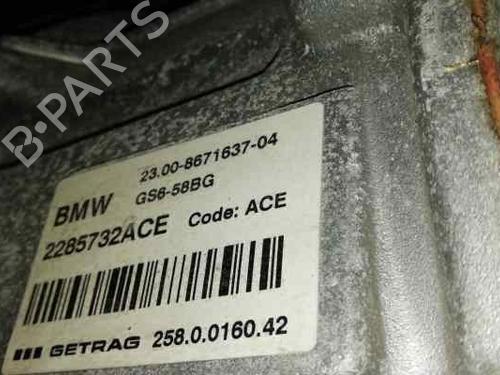 B-PARTS
23.00-8671637-04
BMW
GS6-58BG
2285732ACE Code: ACE
GETRAG 258.0.0160.42